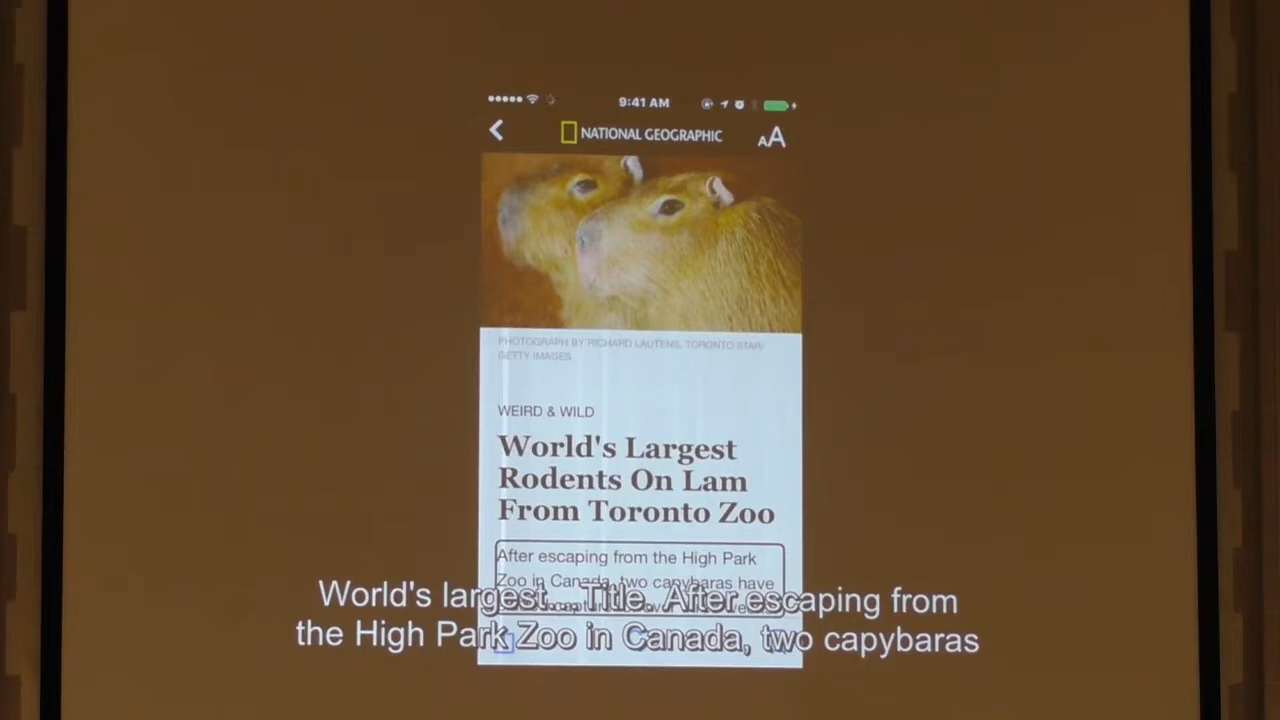 9:41 AM
NATIONAL GEOGRAPHIC
AA
PHOTOGRAPH BY RICHARD LAUTENS, TORONTO STAR/
GETTY IMAGES
WEIRD & WILD
World's Largest
Rodents On Lam
From Toronto Zoo
After escaping from the High Park
Zoo in Canada, two capybaras have
World's largest... Title. After escaping from
the High Park Zoo in Canada, two capybaras